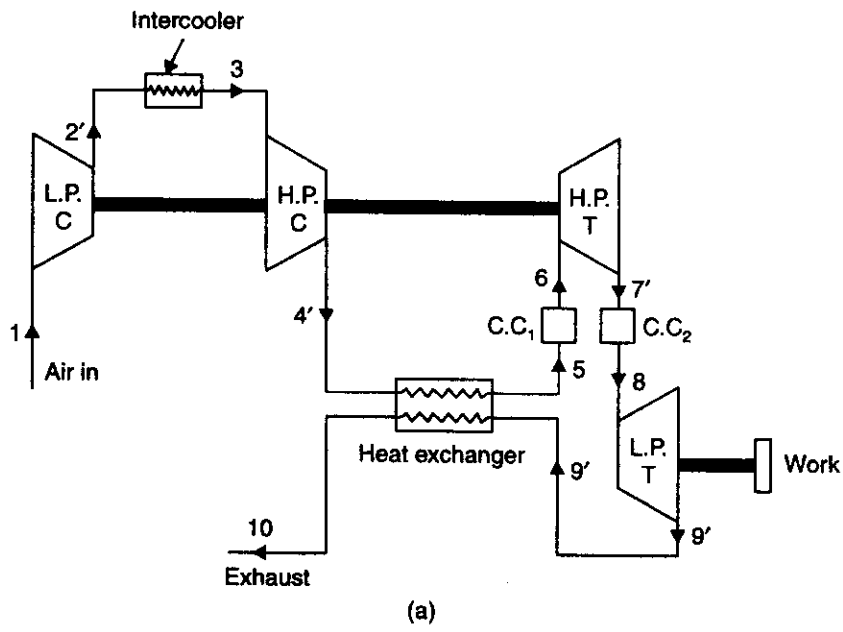 Intercooler
3
2′
L.P.
C
H.P.
C
H.P.
T
6
7′
4′
C.C₁
C.C₂
1
5
Air in
8
Heat exchanger
9′
L.P.
T
Work
10
9′
Exhaust
(a)